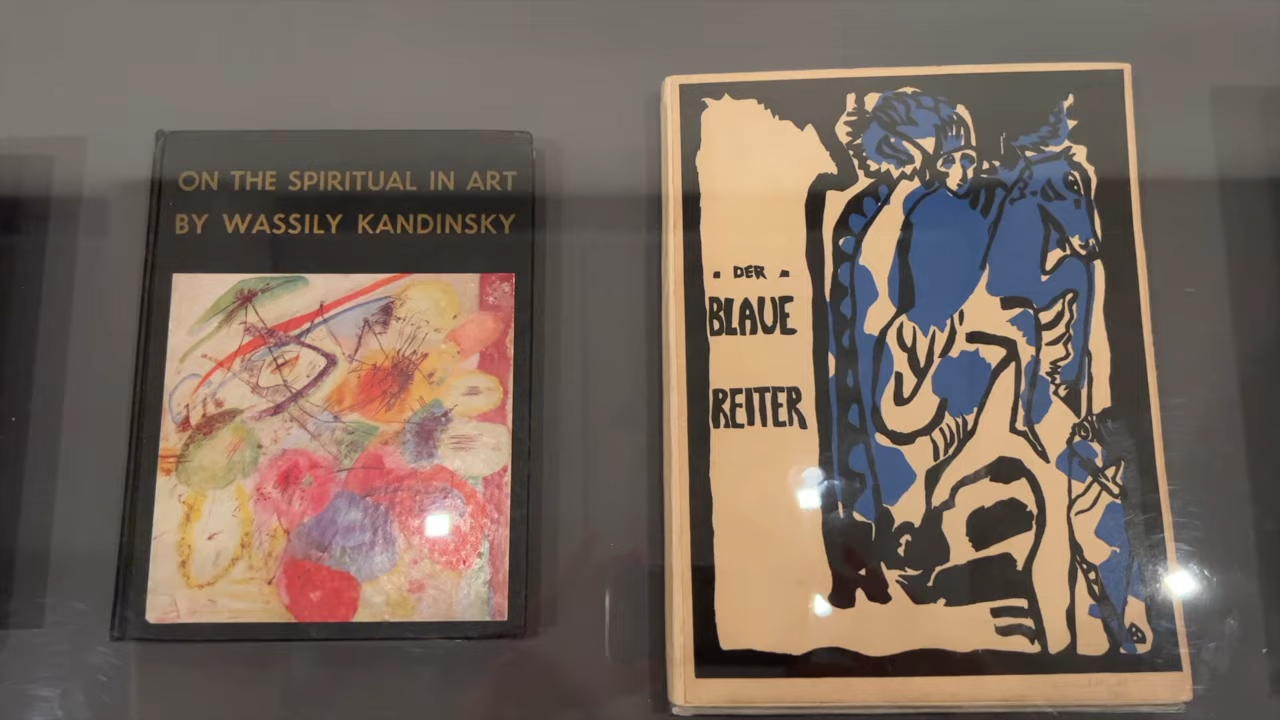 ON THE SPIRITUAL IN ART
BY WASSILY KANDINSKY
DER
BLAUE
REITER